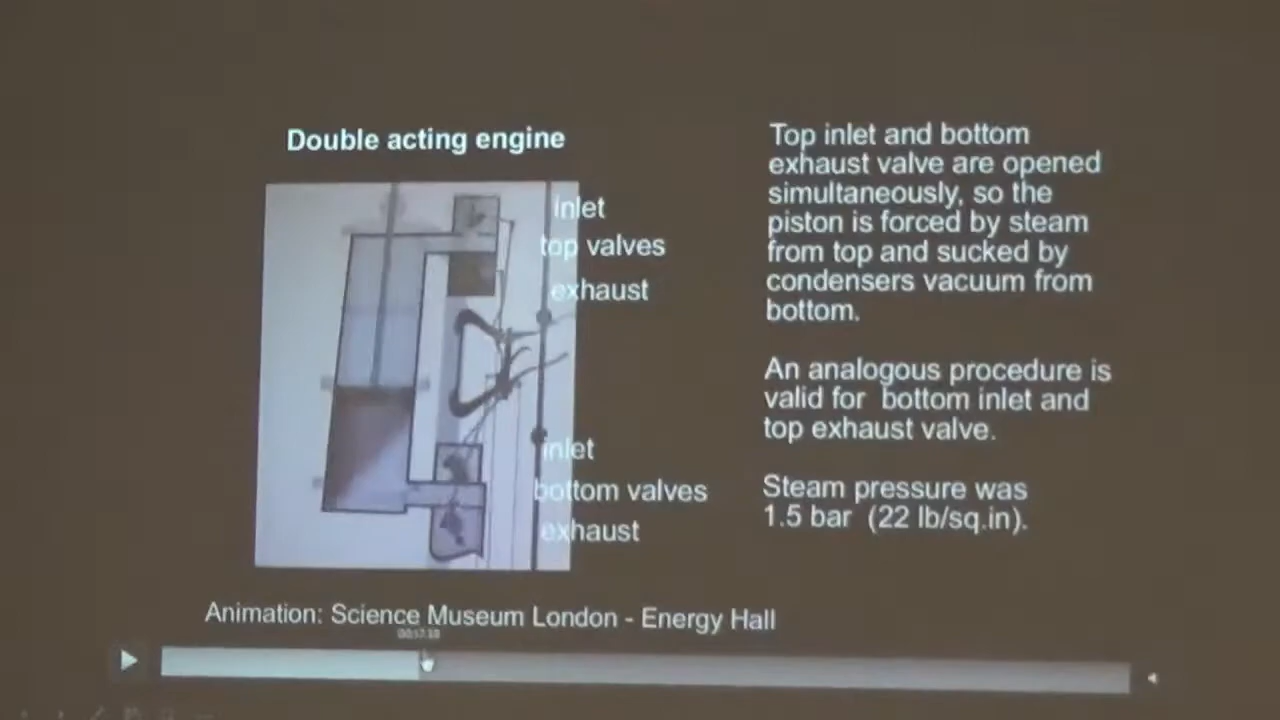 Double acting engine
inlet
top valves
exhaust
inlet
bottom valves
exhaust
Top inlet and bottom
exhaust valve are opened
simultaneously, so the
piston is forced by steam
from top and sucked by
condensers vacuum from
bottom.
An analogous procedure is
valid for bottom inlet and
top exhaust valve.
Steam pressure was
1.5 bar (22 lb/sq.in).
Animation: Science Museum London - Energy Hall